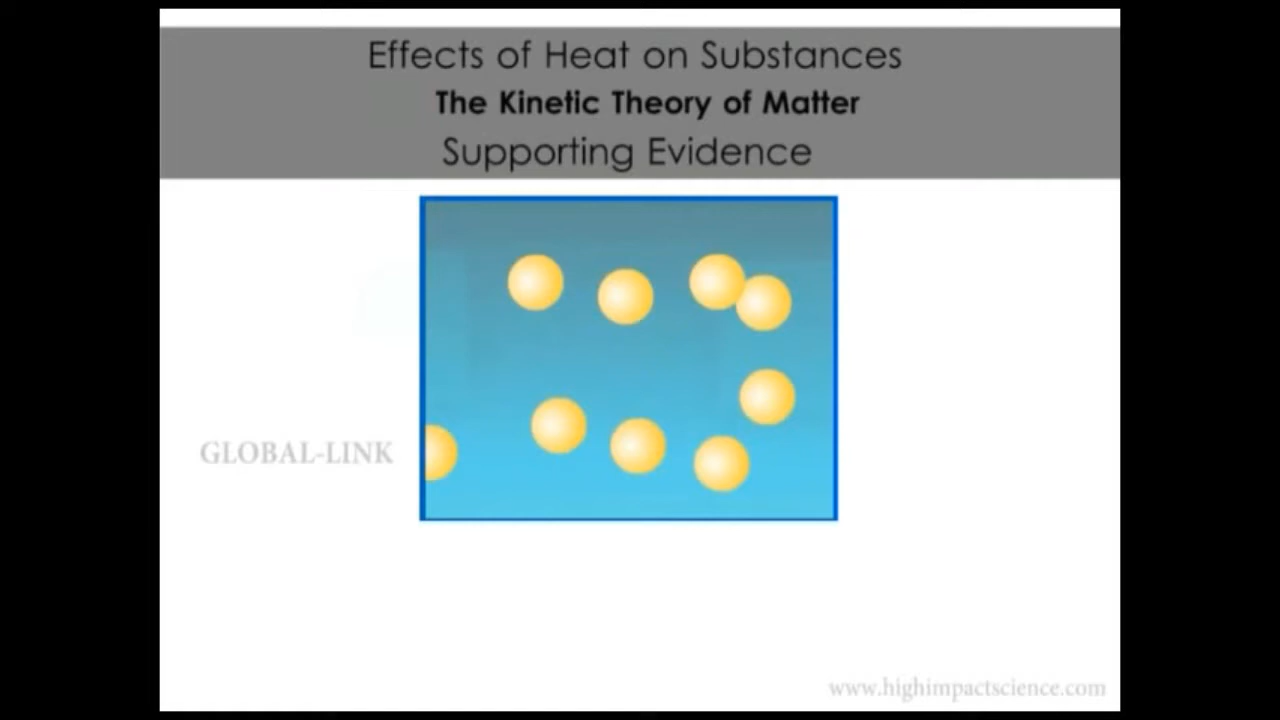 Effects of Heat on Substances
The Kinetic Theory of Matter
Supporting Evidence
GLOBAL-LINK
www.highimpactscience.com